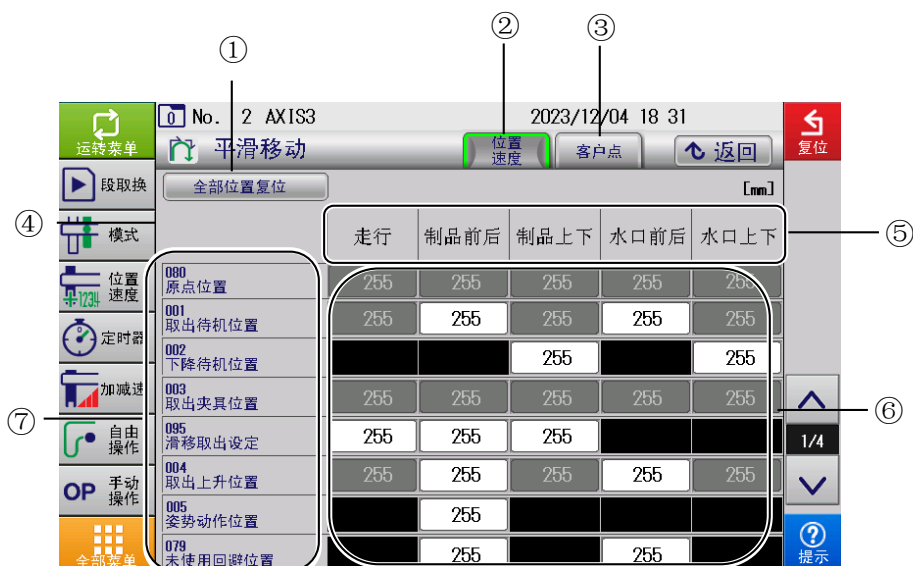 ① ② ③
0 No. 2 AXIS3 2023/12/04 18 31
运转菜单 平滑移动 位置速度 客户点 返回 复位
段取换 全部位置复位 [mm]
④ 模式 走行 制品前后 制品上下 水口前后 水口上下 ⑤
位置速度 080 原点位置 255 255 255 255 255
001 取出待机位置 255 255 255 255 255
定时器 002 下降待机位置 255 255
加减速 003 取出夹具位置 255 255 255 255 255
⑦ 自由操作 095 滑移取出设定 255 255 255 1/4 ⑥
OP 手动操作 004 取出上升位置 255 255 255 255 255
005 姿势动作位置 255
全部菜单 079 未使用回避位置 255 255 提示